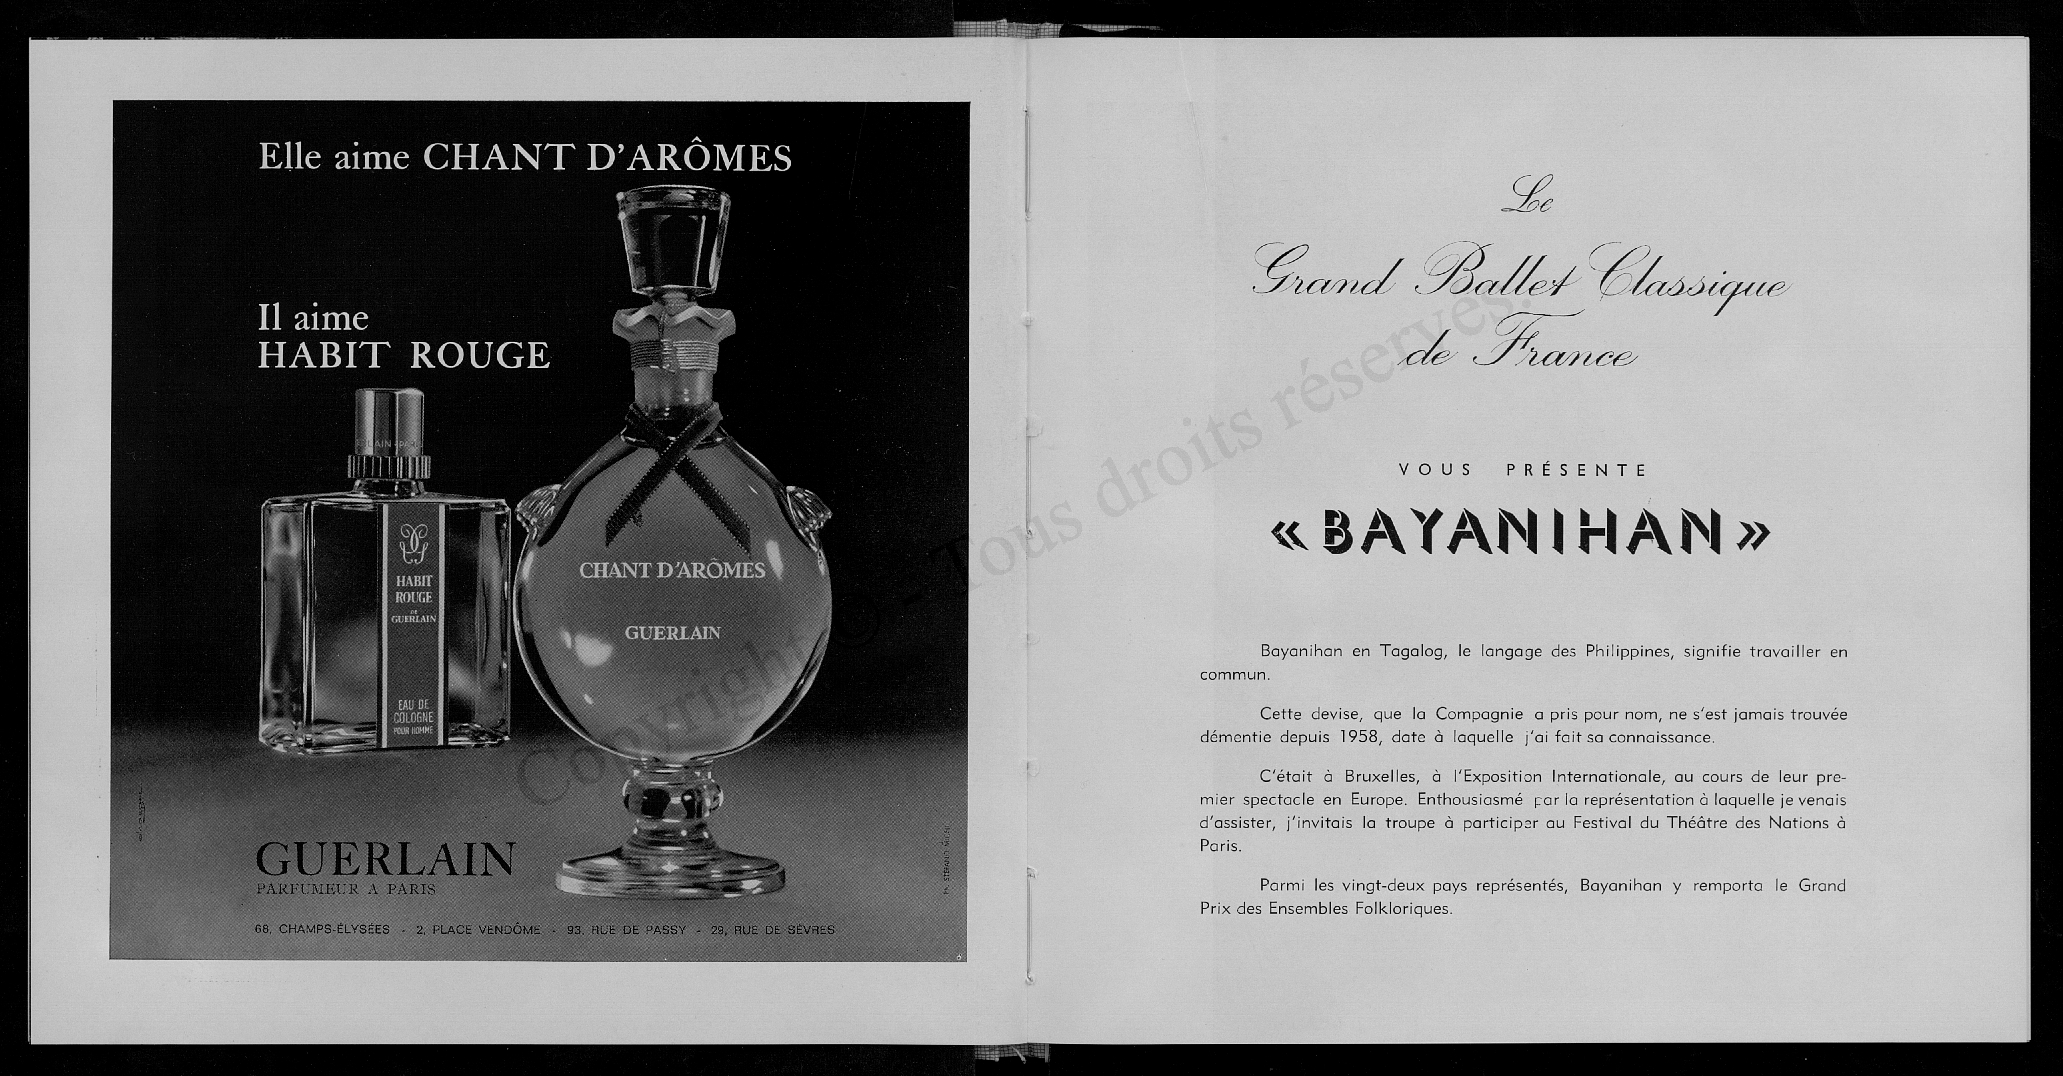 Elle aime CHANT D'ARÔMES
Il aime
HABIT ROUGE
HABIT
ROUGE
DE
GUERLAIN
EAU DE
COLOGNE
POUR HOMME
CHANT D'ARÔMES
GUERLAIN
GUERLAIN
PARFUMEUR A PARIS
68, CHAMPS-ÉLYSÉES - 2, PLACE VENDÔME - 93, RUE DE PASSY - 29, RUE DE SÈVRES
Le
Grand Ballet Classique
de France
VOUS PRÉSENTE
« BAYANIHAN »
Bayanihan en Tagalog, le langage des Philippines, signifie travailler en
commun.
Cette devise, que la Compagnie a pris pour nom, ne s'est jamais trouvée
démentie depuis 1958, date à laquelle j'ai fait sa connaissance.
C'était à Bruxelles, à l'Exposition Internationale, au cours de leur pre-
mier spectacle en Europe. Enthousiasmé par la représentation à laquelle je venais
d'assister, j'invitais la troupe à participer au Festival du Théâtre des Nations à
Paris.
Parmi les vingt-deux pays représentés, Bayanihan y remporta le Grand
Prix des Ensembles Folkloriques.
Copyright © - Tous droits réservés.